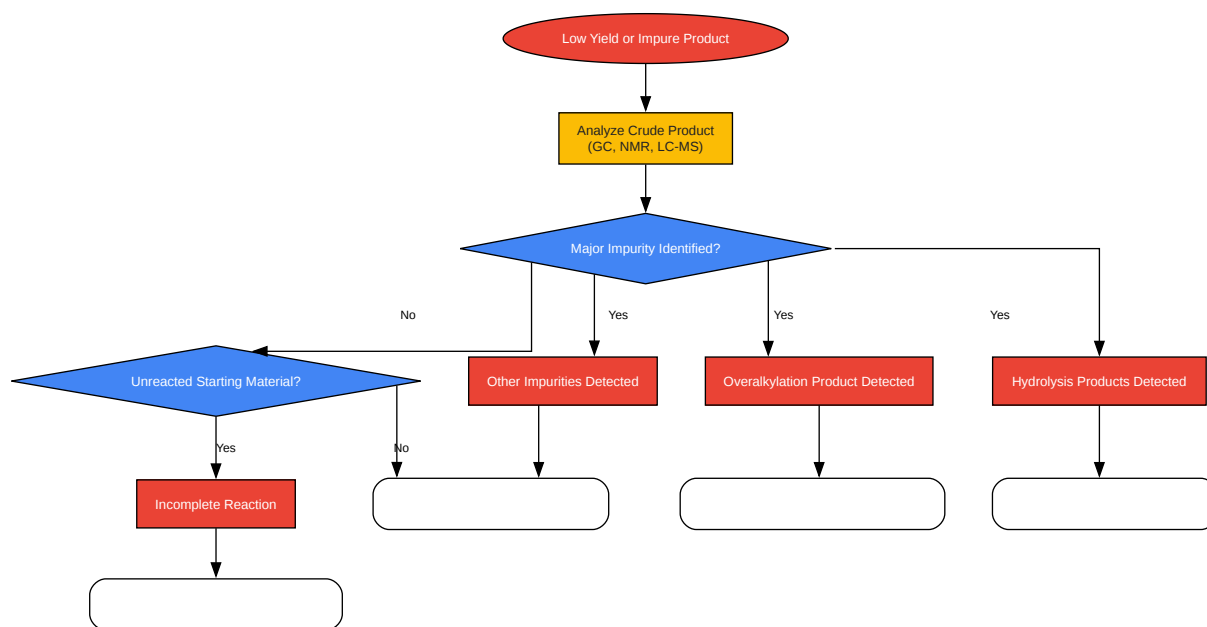 Low Yield or Impure Product
Analyze Crude Product
(GC, NMR, LC-MS)
Major Impurity Identified?
No
Yes
Yes
Yes
Unreacted Starting Material?
Other Impurities Detected
Overalkylation Product Detected
Hydrolysis Products Detected
Yes
No
Incomplete Reaction